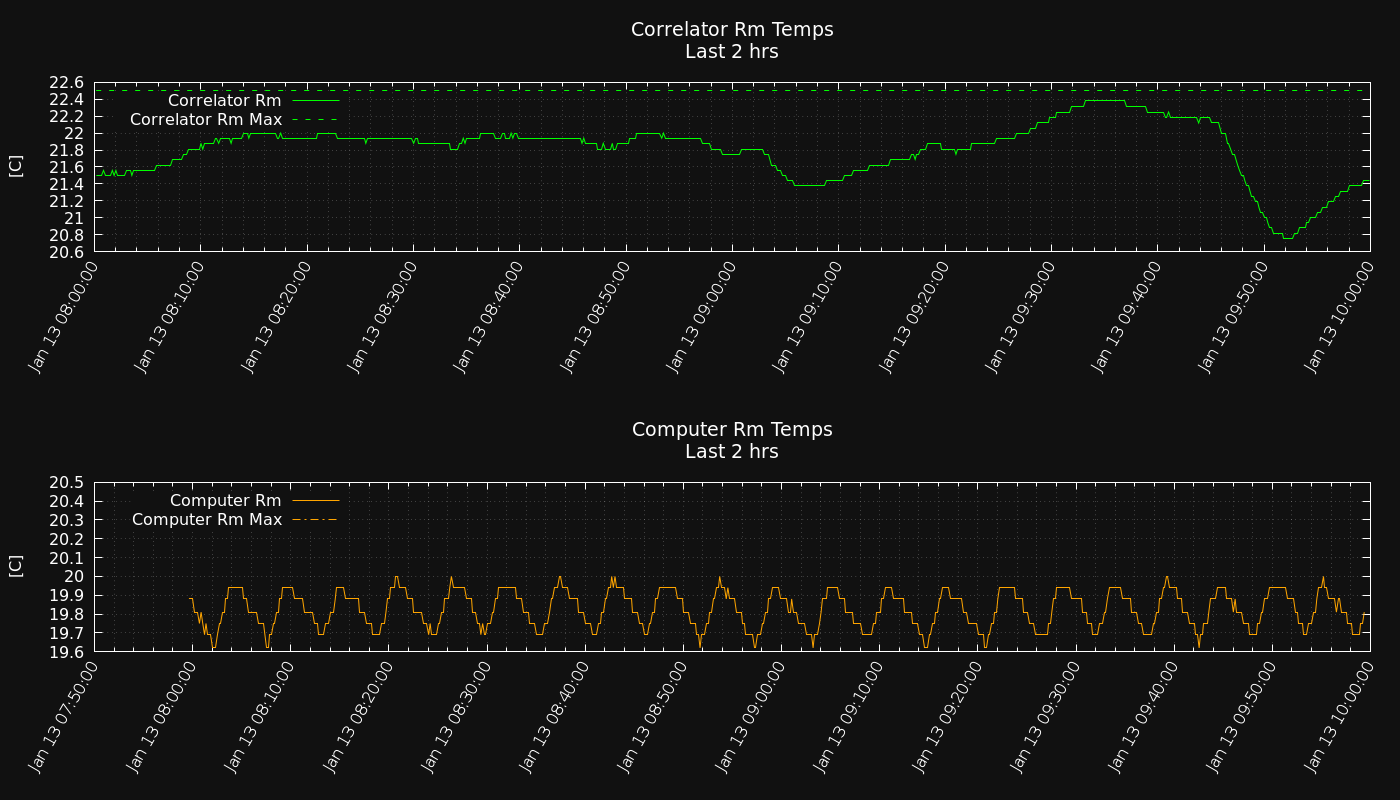 Correlator Rm Temps
Last 2 hrs
[C]
22.6
22.4
22.2
22
21.8
21.6
21.4
21.2
21
20.8
20.6
Correlator Rm
Correlator Rm Max
Jan 13 08:00:00
Jan 13 08:10:00
Jan 13 08:20:00
Jan 13 08:30:00
Jan 13 08:40:00
Jan 13 08:50:00
Jan 13 09:00:00
Jan 13 09:10:00
Jan 13 09:20:00
Jan 13 09:30:00
Jan 13 09:40:00
Jan 13 09:50:00
Jan 13 10:00:00
Computer Rm Temps
Last 2 hrs
[C]
20.5
20.4
20.3
20.2
20.1
20
19.9
19.8
19.7
19.6
Computer Rm
Computer Rm Max
Jan 13 07:50:00
Jan 13 08:00:00
Jan 13 08:10:00
Jan 13 08:20:00
Jan 13 08:30:00
Jan 13 08:40:00
Jan 13 08:50:00
Jan 13 09:00:00
Jan 13 09:10:00
Jan 13 09:20:00
Jan 13 09:30:00
Jan 13 09:40:00
Jan 13 09:50:00
Jan 13 10:00:00